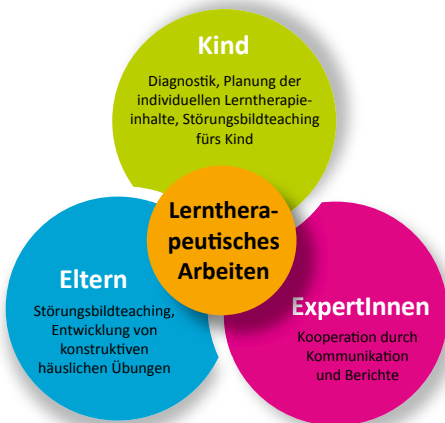 Kind
Diagnostik, Planung der
individuellen Lerntherapie-
inhalte, Störungsbildteaching
fürs Kind
Lernthera-
peutisches
Arbeiten
Eltern
Störungsbildteaching,
Entwicklung von
konstruktiven
häuslichen Übungen
ExpertInnen
Kooperation durch
Kommunikation
und Berichte